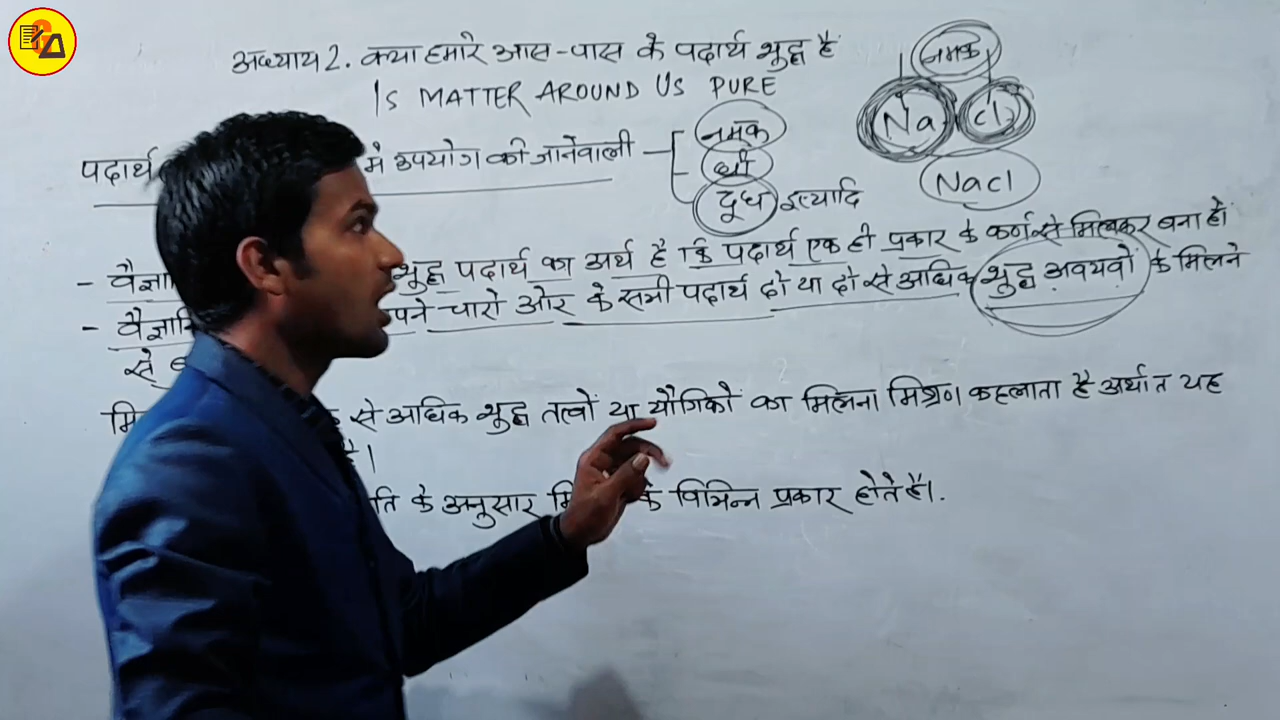 अध्याय 2. क्या हमारे आस-पास के पदार्थ शुद्ध है
IS MATTER AROUND US PURE
पदार्थ में उपयोग की जानेवाली
नमक
घी
दूध इत्यादि
नमक
Na Cl
NaCl
- शुद्ध पदार्थ का अर्थ है कि पदार्थ एक ही प्रकार के कणों से मिलकर बना हो
- चारो ओर के सभी पदार्थ दो या दो से अधिक शुद्ध अवयवों के मिलने
से
से अधिक शुद्ध तत्वों या यौगिकों का मिलना मिश्रण कहलाता है अर्थात यह
है।
के अनुसार के विभिन्न प्रकार होते है।